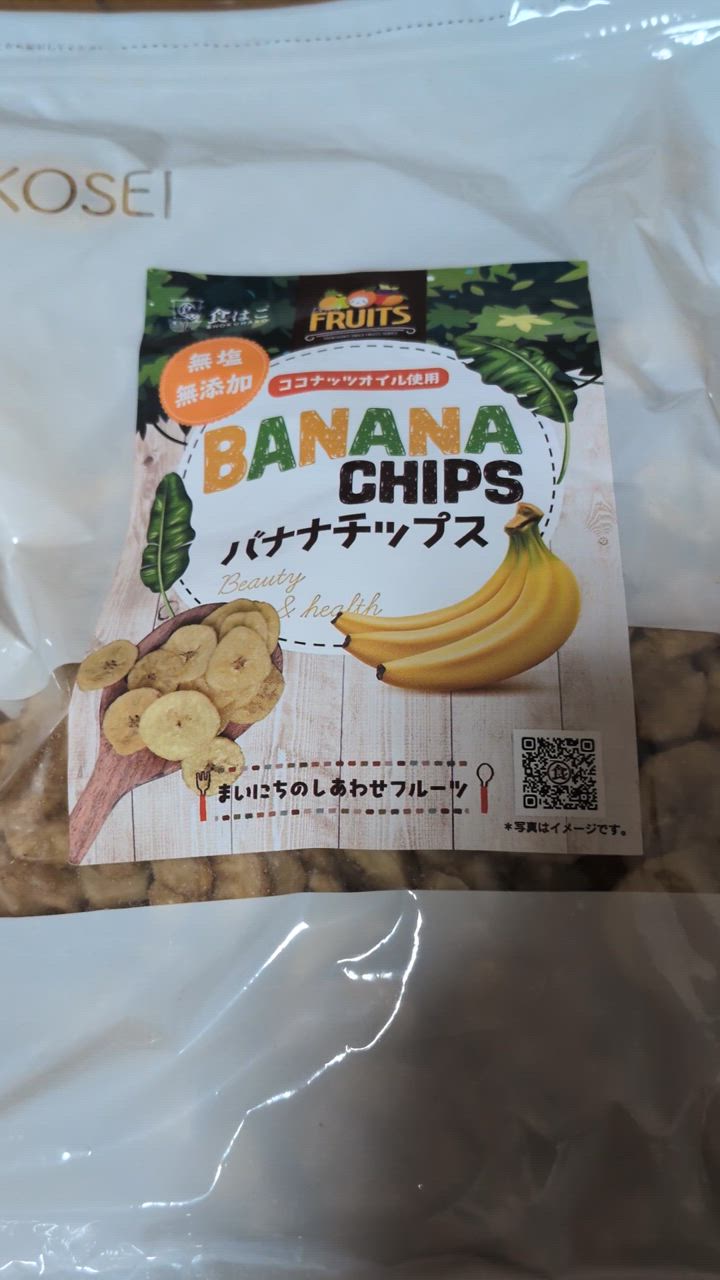 KOSEI
食はこ
SHOKUHAKO
FRUITS
無塩
無添加
ココナッツオイル使用
BANANA
CHIPS
バナナチップス
Beauty
& health
まいにちのしあわせフルーツ
食
*写真はイメージです。